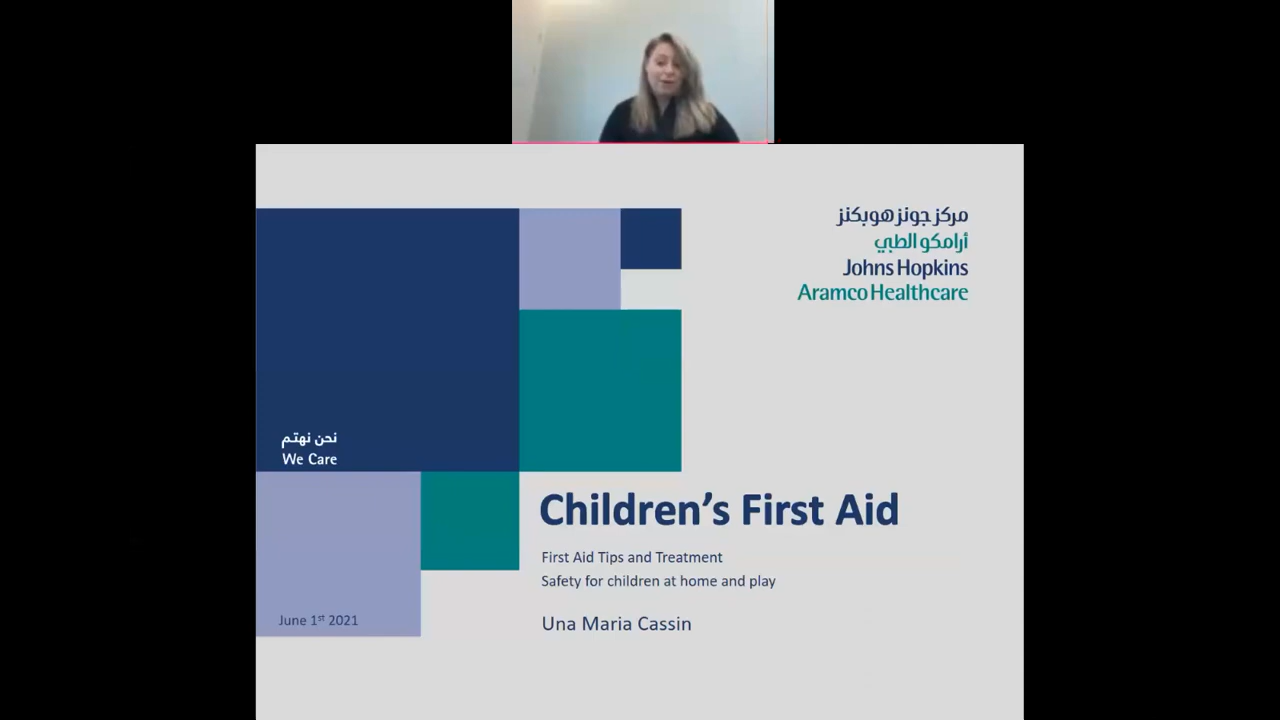 مركز جونز هوبكنز
أرامكو الطبي
Johns Hopkins
Aramco Healthcare
نحن نهتم
We Care
Children's First Aid
First Aid Tips and Treatment
Safety for children at home and play
Una Maria Cassin
June 1st 2021